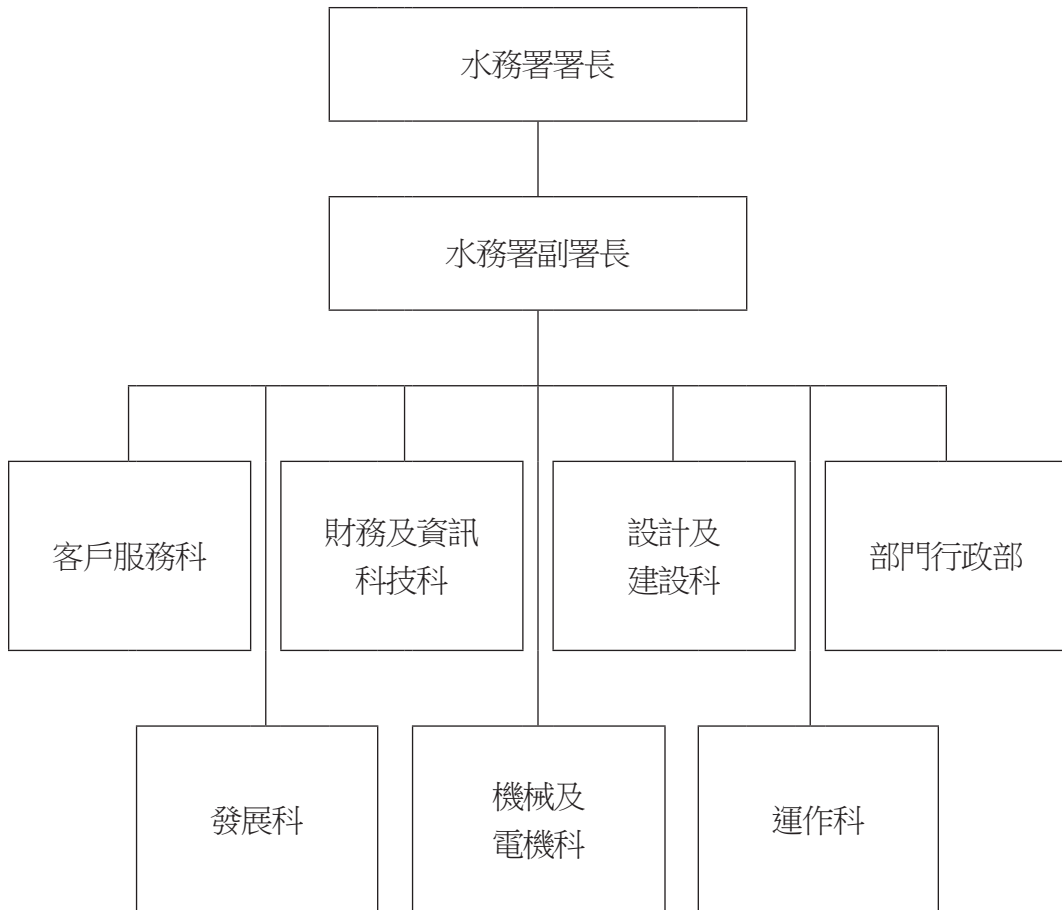 水務署署長
水務署副署長
客戶服務科
財務及資訊
科技科
設計及
建設科
部門行政部
發展科
機械及
電機科
運作科